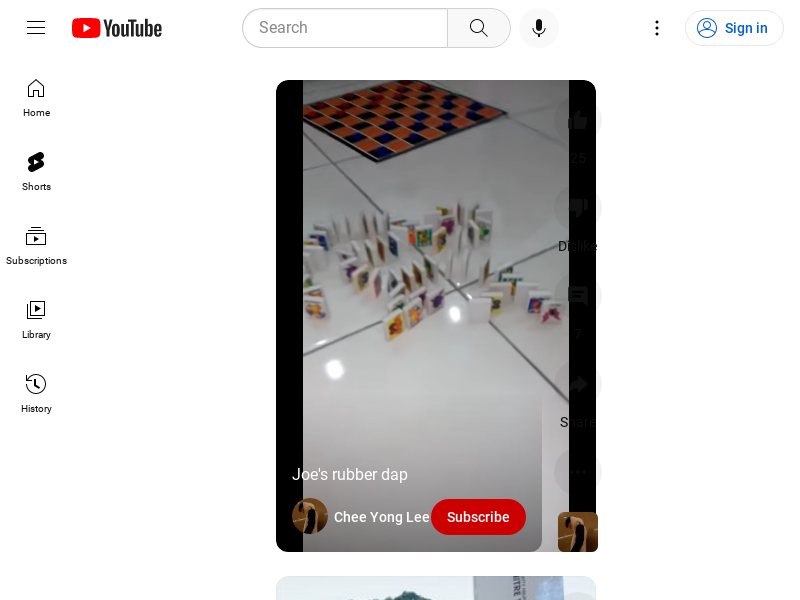 YouTube
Search
Sign in
Home
Shorts
Subscriptions
Library
History
25
Dislike
7
Share
Joe's rubber dap
Chee Yong Lee
Subscribe